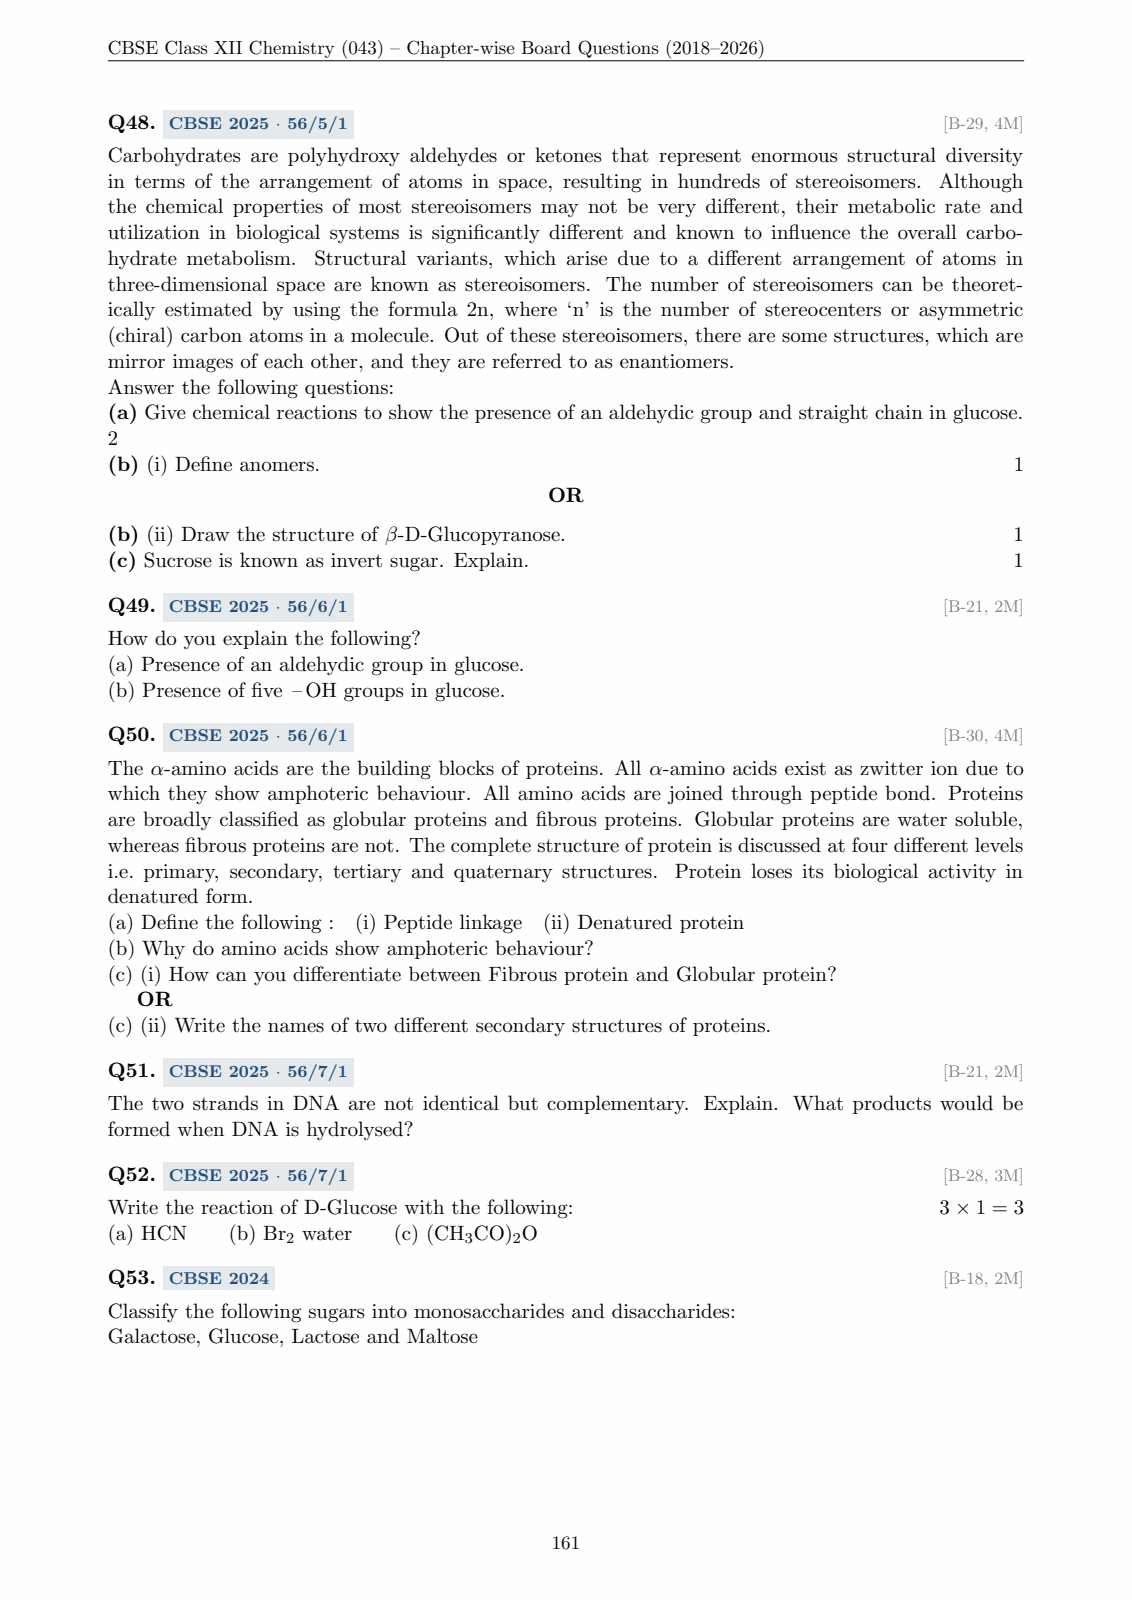 CBSE Class XII Chemistry (043) – Chapter-wise Board Questions (2018–2026)
Q48. CBSE 2025 · 56/5/1 [B-29, 4M]
Carbohydrates are polyhydroxy aldehydes or ketones that represent enormous structural diversity
in terms of the arrangement of atoms in space, resulting in hundreds of stereoisomers. Although
the chemical properties of most stereoisomers may not be very different, their metabolic rate and
utilization in biological systems is significantly different and known to influence the overall carbo-
hydrate metabolism. Structural variants, which arise due to a different arrangement of atoms in
three-dimensional space are known as stereoisomers. The number of stereoisomers can be theoret-
ically estimated by using the formula 2n, where ‘n’ is the number of stereocenters or asymmetric
(chiral) carbon atoms in a molecule. Out of these stereoisomers, there are some structures, which are
mirror images of each other, and they are referred to as enantiomers.
Answer the following questions:
(a) Give chemical reactions to show the presence of an aldehydic group and straight chain in glucose.
2
(b) (i) Define anomers. 1
OR
(b) (ii) Draw the structure of β-D-Glucopyranose. 1
(c) Sucrose is known as invert sugar. Explain. 1
Q49. CBSE 2025 · 56/6/1 [B-21, 2M]
How do you explain the following?
(a) Presence of an aldehydic group in glucose.
(b) Presence of five –OH groups in glucose.
Q50. CBSE 2025 · 56/6/1 [B-30, 4M]
The α-amino acids are the building blocks of proteins. All α-amino acids exist as zwitter ion due to
which they show amphoteric behaviour. All amino acids are joined through peptide bond. Proteins
are broadly classified as globular proteins and fibrous proteins. Globular proteins are water soluble,
whereas fibrous proteins are not. The complete structure of protein is discussed at four different levels
i.e. primary, secondary, tertiary and quaternary structures. Protein loses its biological activity in
denatured form.
(a) Define the following : (i) Peptide linkage (ii) Denatured protein
(b) Why do amino acids show amphoteric behaviour?
(c) (i) How can you differentiate between Fibrous protein and Globular protein?
OR
(c) (ii) Write the names of two different secondary structures of proteins.
Q51. CBSE 2025 · 56/7/1 [B-21, 2M]
The two strands in DNA are not identical but complementary. Explain. What products would be
formed when DNA is hydrolysed?
Q52. CBSE 2025 · 56/7/1 [B-28, 3M]
Write the reaction of D-Glucose with the following: 3 × 1 = 3
(a) HCN (b) Br₂ water (c) (CH₃CO)₂O
Q53. CBSE 2024 [B-18, 2M]
Classify the following sugars into monosaccharides and disaccharides:
Galactose, Glucose, Lactose and Maltose
161